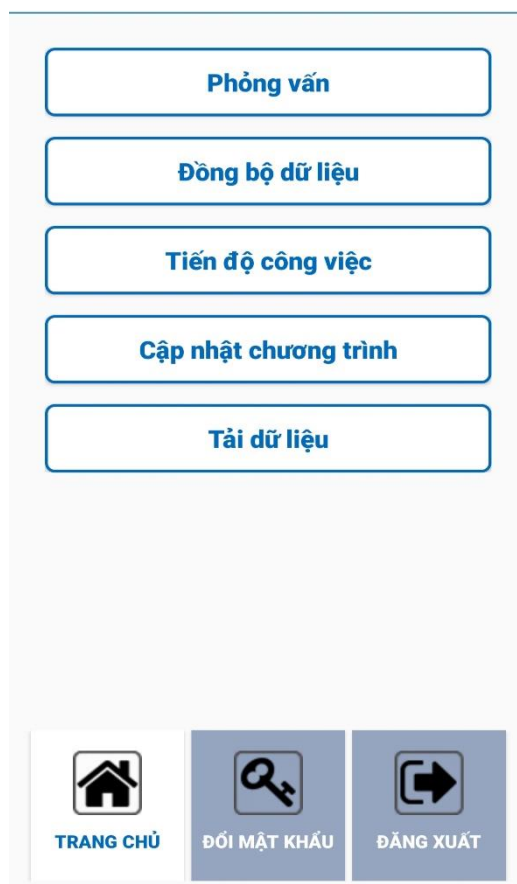 Phỏng vấn
Đồng bộ dữ liệu
Tiến độ công việc
Cập nhật chương trình
Tải dữ liệu
TRANG CHỦ
ĐỔI MẬT KHẨU
ĐĂNG XUẤT